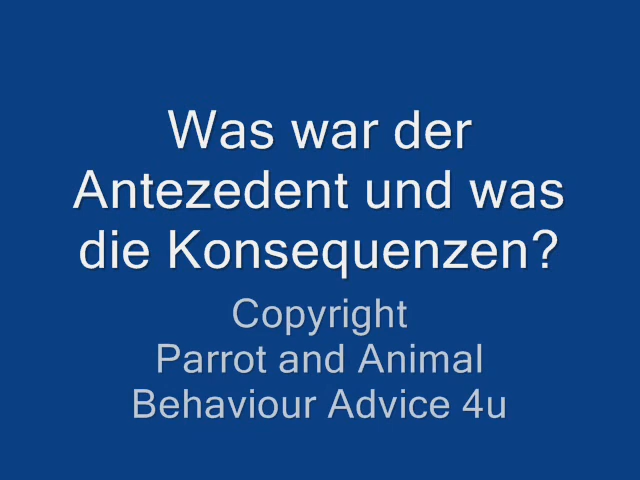 Was war der
Antezedent und was
die Konsequenzen?
Copyright
Parrot and Animal
Behaviour Advice 4u